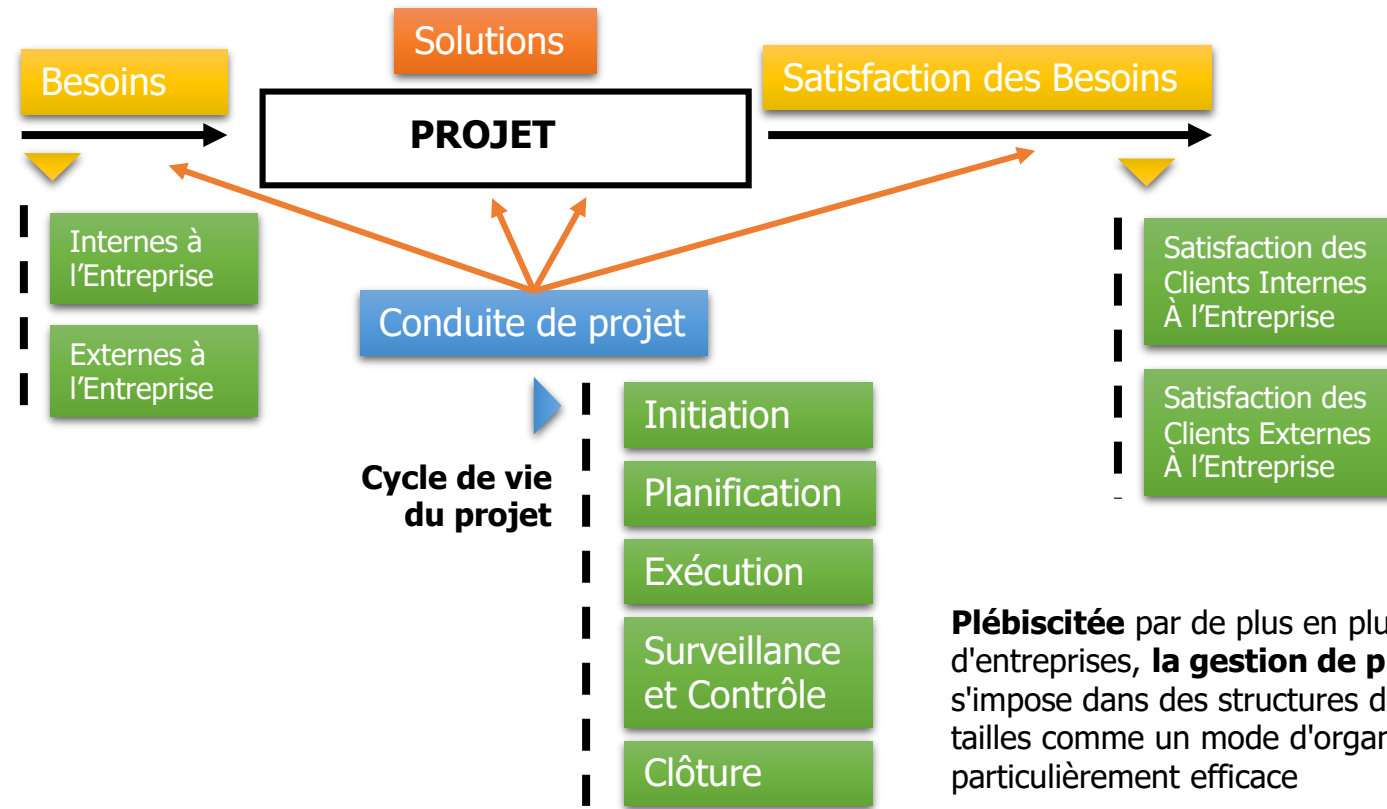 Solutions
Besoins
Satisfaction des Besoins
PROJET
Internes à
l’Entreprise
Externes à
l’Entreprise
Conduite de projet
Satisfaction des
Clients Internes
À l’Entreprise
Satisfaction des
Clients Externes
À l’Entreprise
Cycle de vie
du projet
Initiation
Planification
Exécution
Surveillance
et Contrôle
Clôture
Plébiscitée par de plus en
d'entreprises, la gestion de
s'impose dans des structures
tailles comme un mode
particulièrement efficace